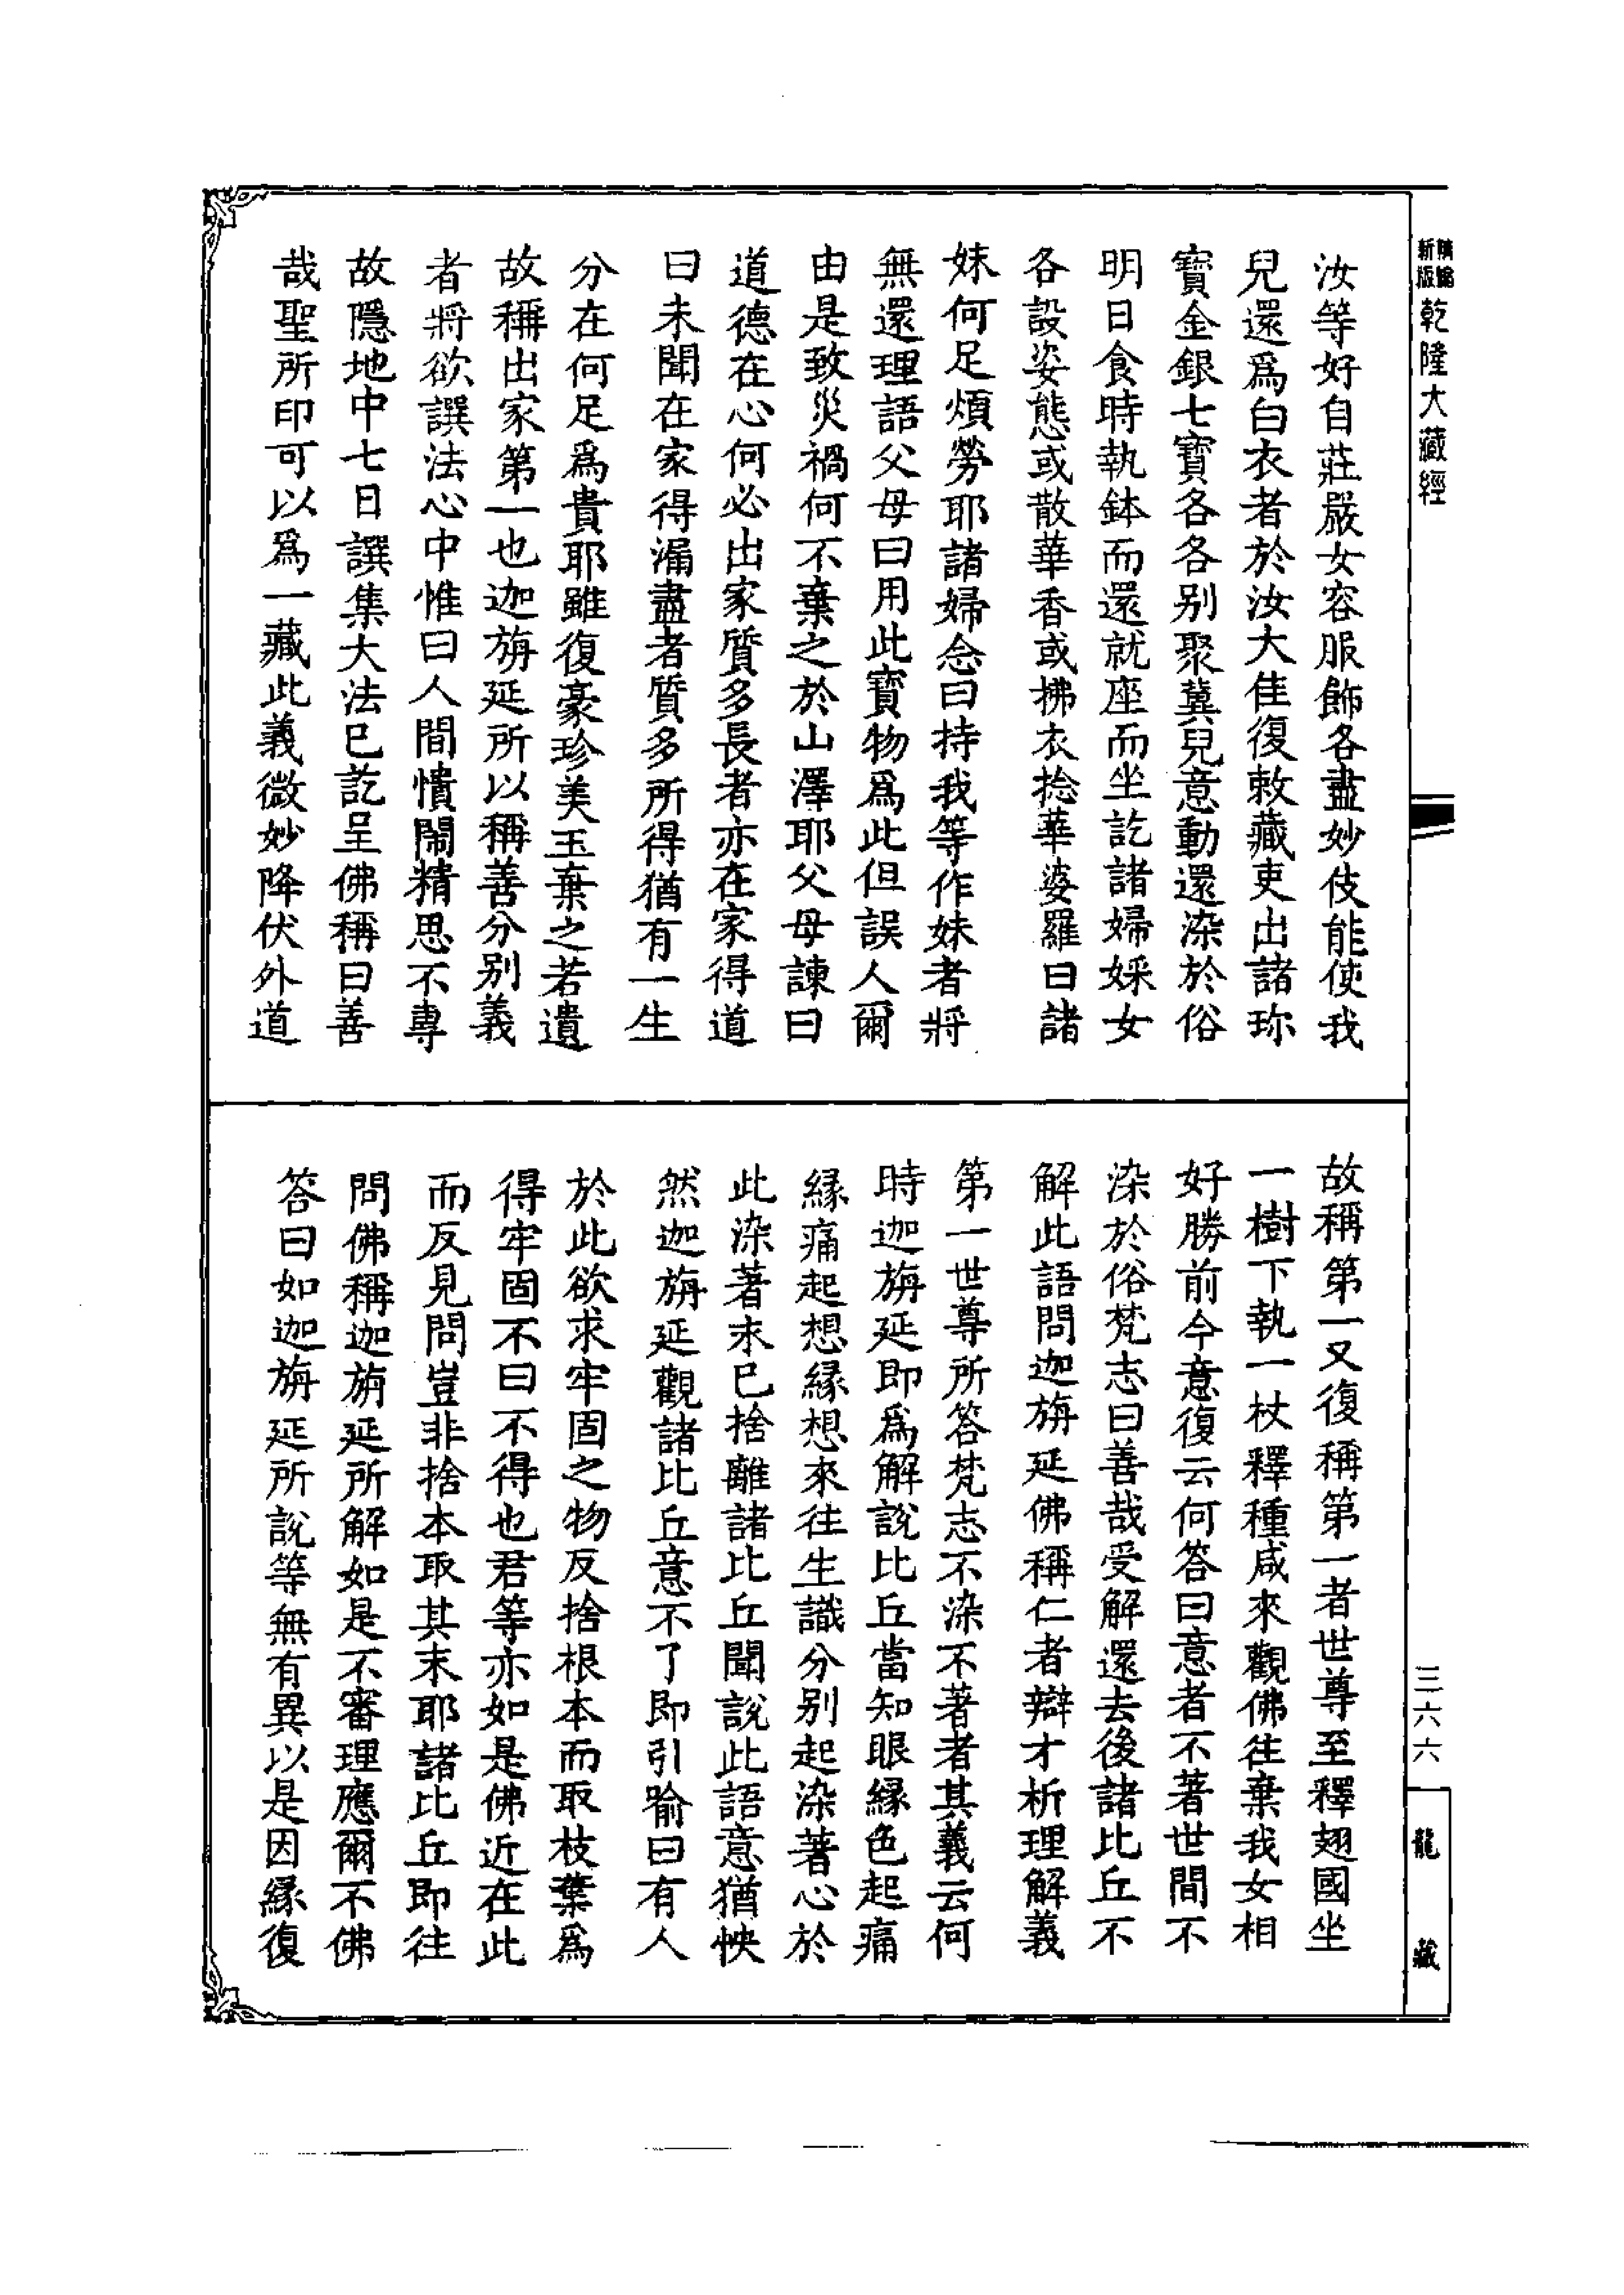 乾隆大藏經
汝等好自莊嚴女容服飾各盡妙伎能使我
兒還為白衣者於汝大佳復敕藏吏出諸珎
寶金銀七寶各各别聚冀兒意動還染於俗
明日食時執鉢而還就座而坐訖諸婦婇女
各設姿態或散華香或拂衣捻華婆羅曰諸
妹何足煩勞耶諸婦念曰持我等作妹者將
無還理語父母曰用此寶物為此但誤人爾
由是致災禍何不棄之於山澤耶父母諫曰
道德在心何必出家質多長者亦在家得道
曰未聞在家得漏盡者質多所得猶有一生
分在何足為貴耶雖復豪珍美玉棄之若遺
故稱出家第一也迦旃延所以稱善分别義
者將欲譔法心中惟曰人間憒閙精思不專
故隱地中七日譔集大法已訖呈佛稱曰善
哉聖所印可以為一藏此義微妙降伏外道
故稱第一又復稱第一者世尊至釋翅國坐
一樹下執一杖釋種咸來觀佛往棄我女相
好勝前今意復云何答曰意者不著世間不
染於俗梵志曰善哉受解還去後諸比丘不
解此語問迦旃延佛稱仁者辯才析理解義
第一世尊所答梵志不染不著者其義云何
時迦旃延即為解說比丘當知眼緣色起痛
緣痛起想緣想來往生識分别起染著心於
此染著未已捨離諸比丘聞說此語意猶怏
然迦旃延觀諸比丘意不了即引喻曰有人
於此欲求牢固之物反捨根本而取枝葉為
得牢固不曰不得也君等亦如是佛近在此
而反見問豈非捨本取其末耶諸比丘即往
問佛稱迦旃延所解如是不審理應爾不佛
答曰如迦旃延所說等無有異以是因緣復
三六六
龍藏